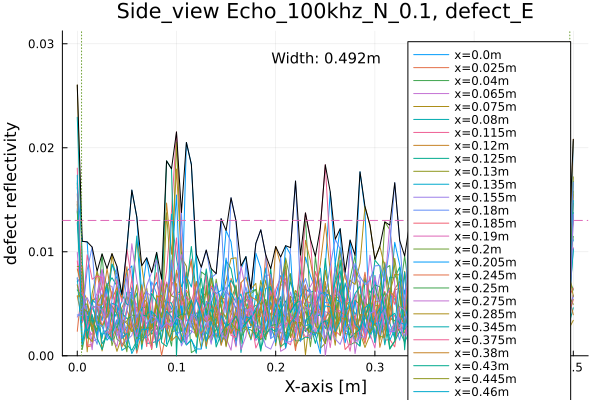 Side_view Echo_100khz_N_0.1, defect_E
Width: 0.492m
defect reflectivity
0.03
0.02
0.01
0.00
0.0
0.1
0.2
0.3
.5
X-axis [m]
x=0.0m
x=0.025m
x=0.04m
x=0.065m
x=0.075m
x=0.08m
x=0.115m
x=0.12m
x=0.125m
x=0.13m
x=0.135m
x=0.155m
x=0.18m
x=0.185m
x=0.19m
x=0.2m
x=0.205m
x=0.245m
x=0.25m
x=0.275m
x=0.285m
x=0.345m
x=0.375m
x=0.38m
x=0.43m
x=0.445m
x=0.46m